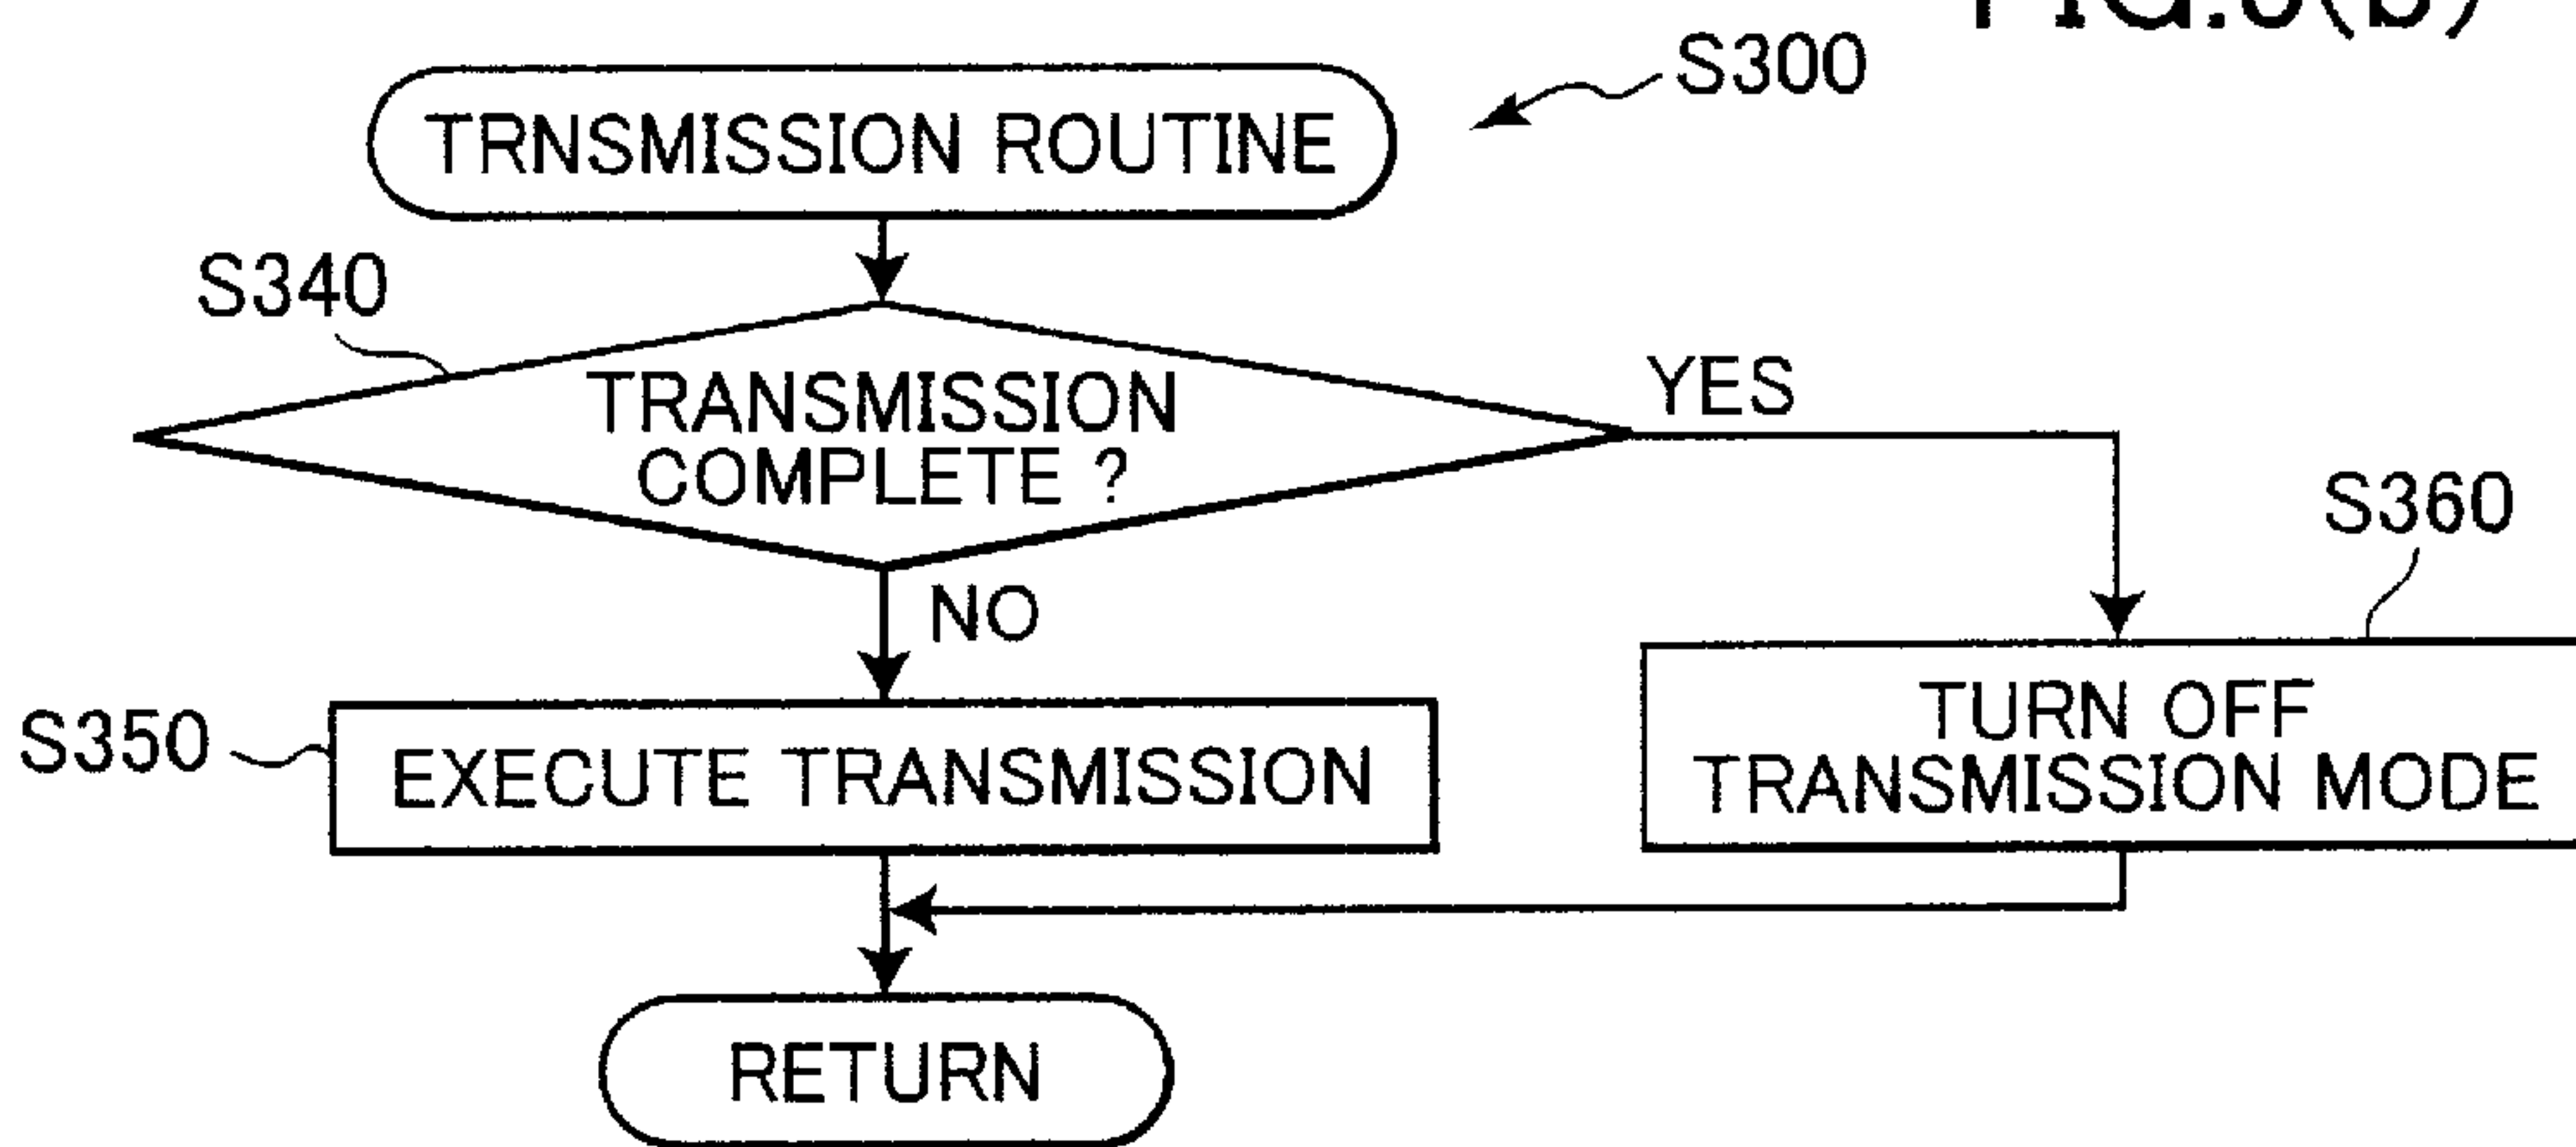 S300
TRNSMISSION ROUTINE
S340
TRANSMISSION
COMPLETE ?
YES
NO
S360
S350
EXECUTE TRANSMISSION
TURN OFF
TRANSMISSION MODE
RETURN